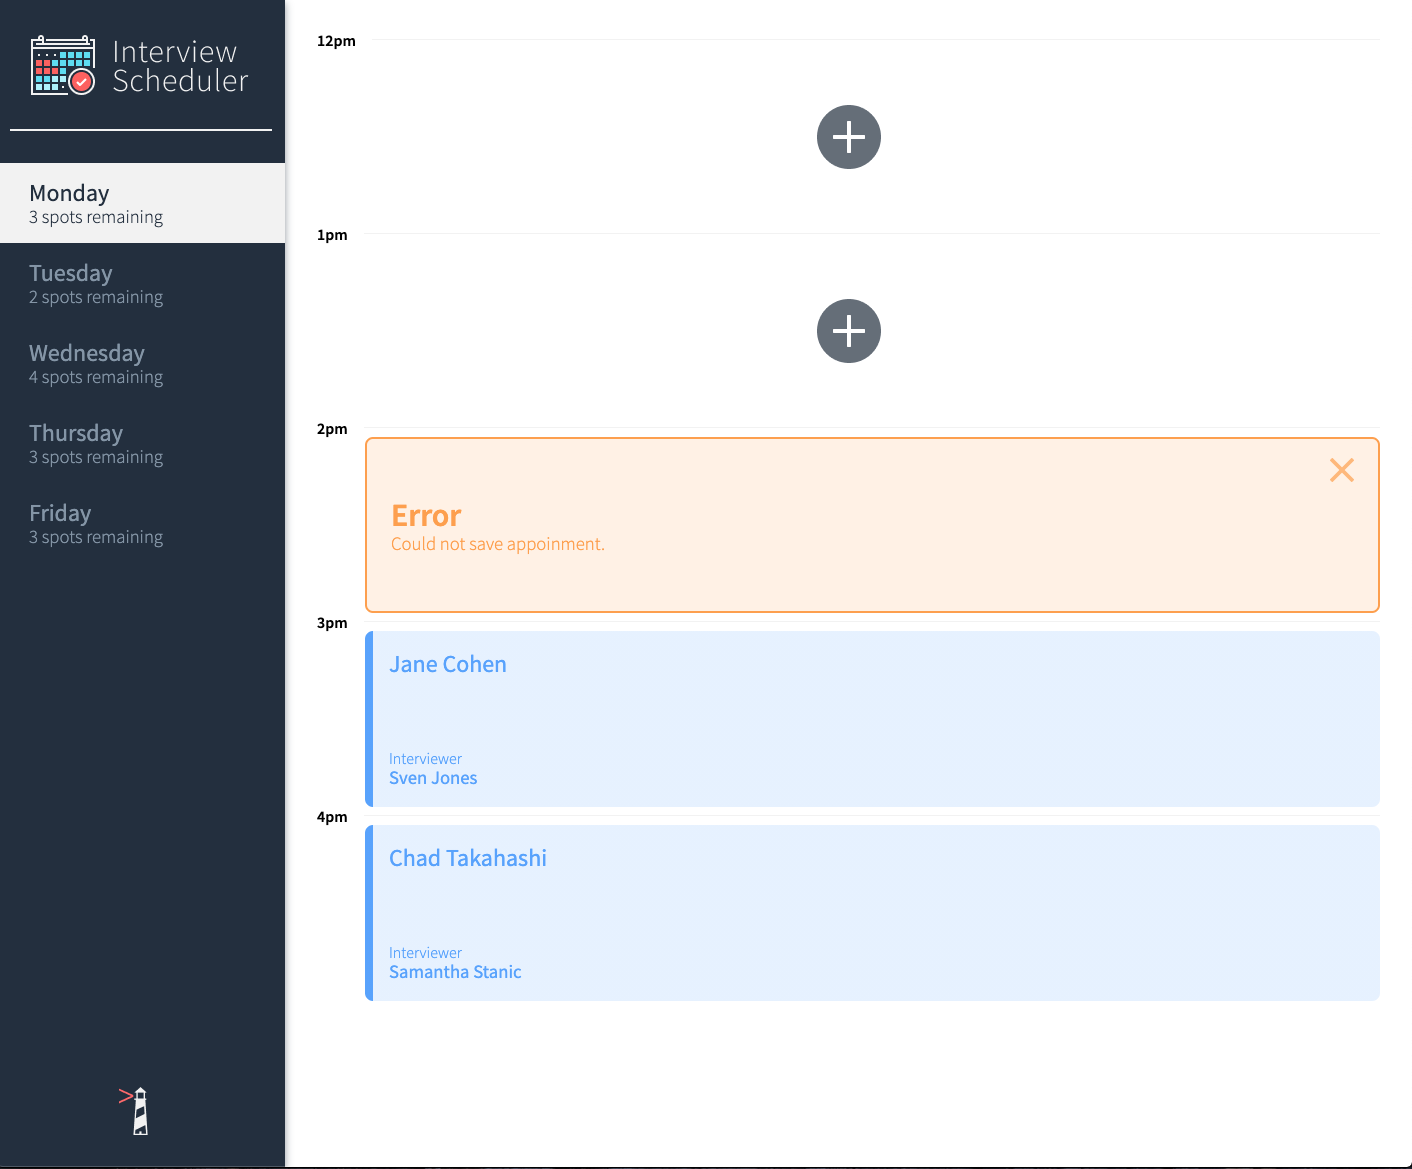 Interview
Scheduler
Monday
3 spots remaining
Tuesday
2 spots remaining
Wednesday
4 spots remaining
Thursday
3 spots remaining
Friday
3 spots remaining
12pm
1pm
2pm
Error
Could not save appoinment.
3pm
Jane Cohen
Interviewer
Sven Jones
4pm
Chad Takahashi
Interviewer
Samantha Stanic